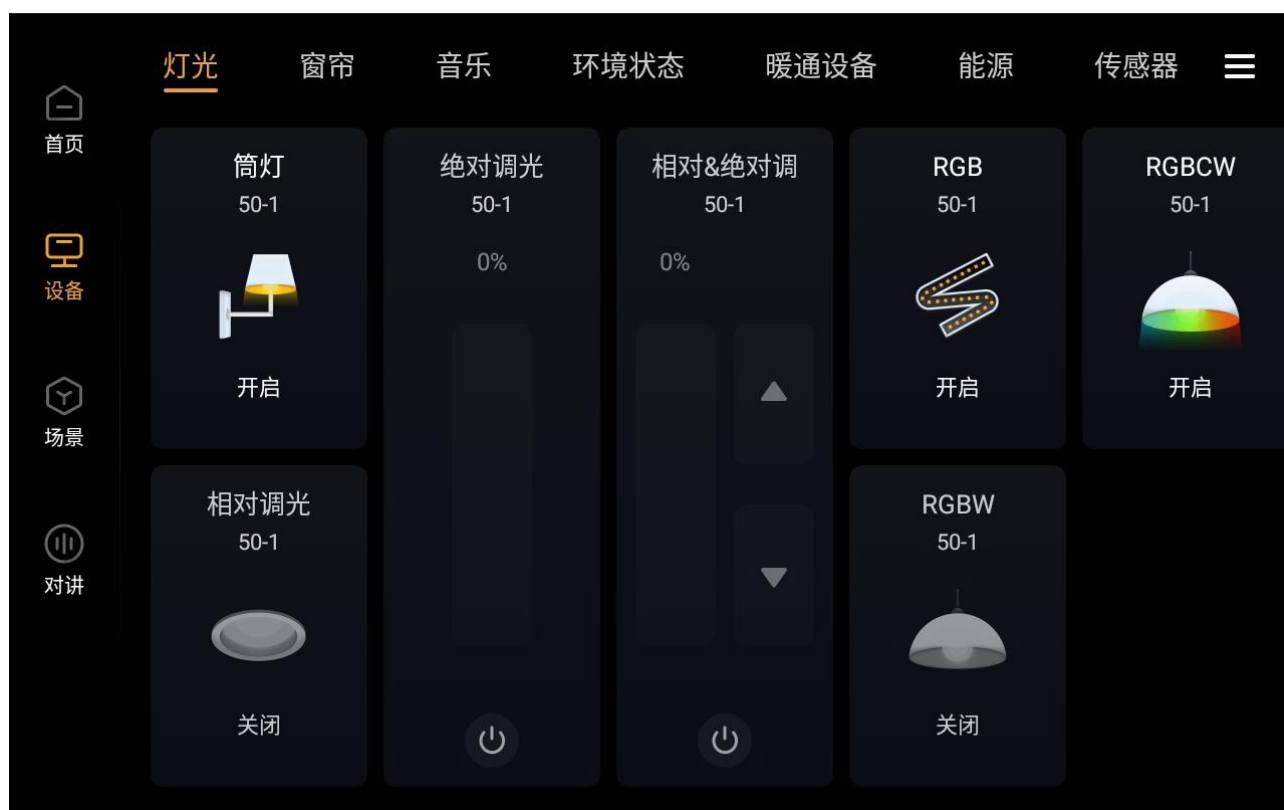 灯光 窗帘 音乐 环境状态 暖通设备 能源 传感器
首页
设备
场景
对讲
筒灯
50-1
开启
绝对调光
50-1
0%
相对&绝对调
50-1
0%
RGB
50-1
开启
RGBCW
50-1
开启
相对调光
50-1
关闭
RGBW
50-1
关闭